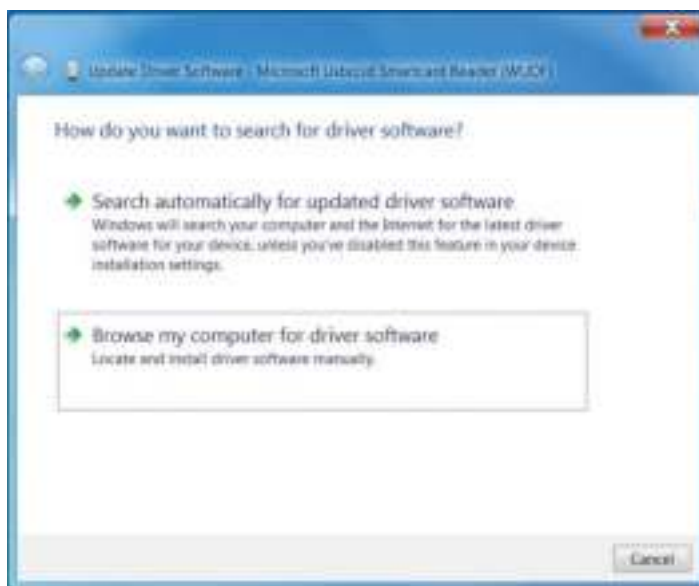 Update Driver Software - Microsoft Usbccid Smartcard Reader (WUDF)
How do you want to search for driver software?
Search automatically for updated driver software
Windows will search your computer and the Internet for the latest driver
software for your device, unless you've disabled this feature in your device
installation settings.
Browse my computer for driver software
Locate and install driver software manually.
Cancel